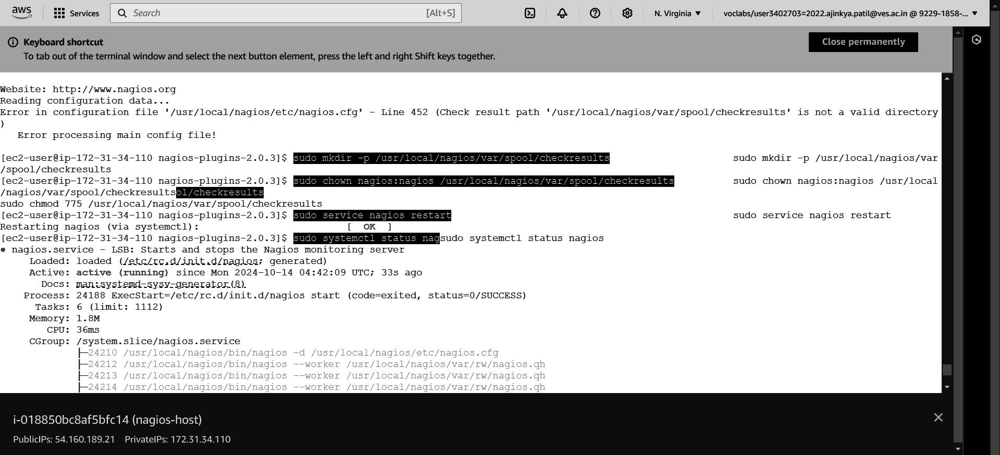 aws
Services
Search
[Alt+S]
N. Virginia
voclabs/user3402703=2022.ajinkya.patil@ves.ac.in @ 9229-1858-...
Keyboard shortcut
To tab out of the terminal window and select the next button element, press the left and right Shift keys together.
Close permanently
Website: http://www.nagios.org
Reading configuration data...
Error in configuration file '/usr/local/nagios/etc/nagios.cfg' - Line 452 (Check result path '/usr/local/nagios/var/spool/checkresults' is not a valid directory
)
Error processing main config file!
[ec2-user@ip-172-31-34-110 nagios-plugins-2.0.3]$ sudo mkdir -p /usr/local/nagios/var/spool/checkresults sudo mkdir -p /usr/local/nagios/var
/spool/checkresults
[ec2-user@ip-172-31-34-110 nagios-plugins-2.0.3]$ sudo chown nagios:nagios /usr/local/nagios/var/spool/checkresults sudo chown nagios:nagios /usr/local
/nagios/var/spool/checkresultsol/checkresults
sudo chmod 775 /usr/local/nagios/var/spool/checkresults
[ec2-user@ip-172-31-34-110 nagios-plugins-2.0.3]$ sudo service nagios restart sudo service nagios restart
Restarting nagios (via systemctl): [ OK ]
[ec2-user@ip-172-31-34-110 nagios-plugins-2.0.3]$ sudo systemctl status nagsudo systemctl status nagios
● nagios.service - LSB: Starts and stops the Nagios monitoring server
Loaded: loaded (/etc/rc.d/init.d/nagios; generated)
Active: active (running) since Mon 2024-10-14 04:42:09 UTC; 33s ago
Docs: man:systemd-sysv-generator(8)
Process: 24188 ExecStart=/etc/rc.d/init.d/nagios start (code=exited, status=0/SUCCESS)
Tasks: 6 (limit: 1112)
Memory: 1.8M
CPU: 36ms
CGroup: /system.slice/nagios.service
├─24210 /usr/local/nagios/bin/nagios -d /usr/local/nagios/etc/nagios.cfg
├─24212 /usr/local/nagios/bin/nagios --worker /usr/local/nagios/var/rw/nagios.qh
├─24213 /usr/local/nagios/bin/nagios --worker /usr/local/nagios/var/rw/nagios.qh
├─24214 /usr/local/nagios/bin/nagios --worker /usr/local/nagios/var/rw/nagios.qh
i-018850bc8af5bfc14 (nagios-host)
PublicIPs: 54.160.189.21 PrivateIPs: 172.31.34.110